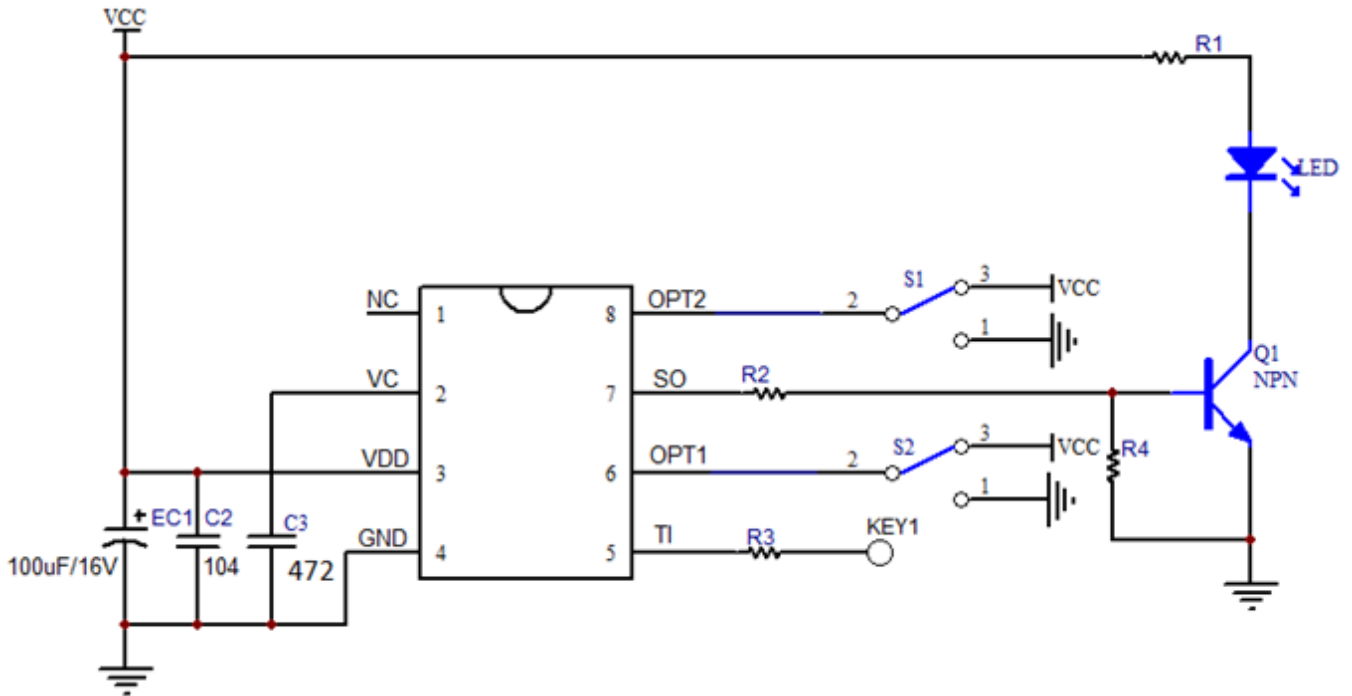 VCC
R1
LED
S1
3
VCC
NC
OPT2
2
1
8
1
Q1
NPN
VC
SO
R2
2
7
S2
3
VCC
R4
VDD
OPT1
2
3
6
1
+ EC1 C2
C3
KEY1
GND
TI
R3
100uF/16V
104
472
4
5